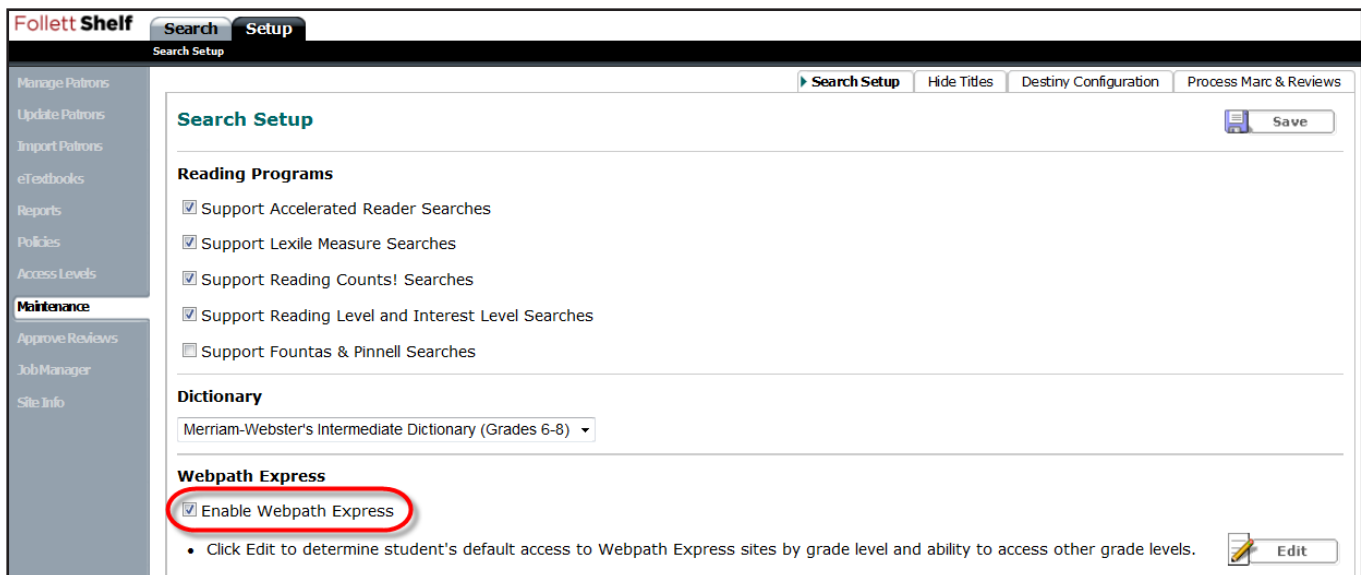 Follett Shelf
Search Setup
Search Setup
Manage Patrons
Update Patrons
Import Patrons
eTextbooks
Reports
Policies
Access Levels
Maintenance
Approve Reviews
Job Manager
Site Info
Search Setup Hide Titles Destiny Configuration Process Marc & Reviews
Search Setup
Save
Reading Programs
Support Accelerated Reader Searches
Support Lexile Measure Searches
Support Reading Counts! Searches
Support Reading Level and Interest Level Searches
Support Fountas & Pinnell Searches
Dictionary
Merriam-Webster's Intermediate Dictionary (Grades 6-8)
Webpath Express
Enable Webpath Express
• Click Edit to determine student's default access to Webpath Express sites by grade level and ability to access other grade levels.
Edit